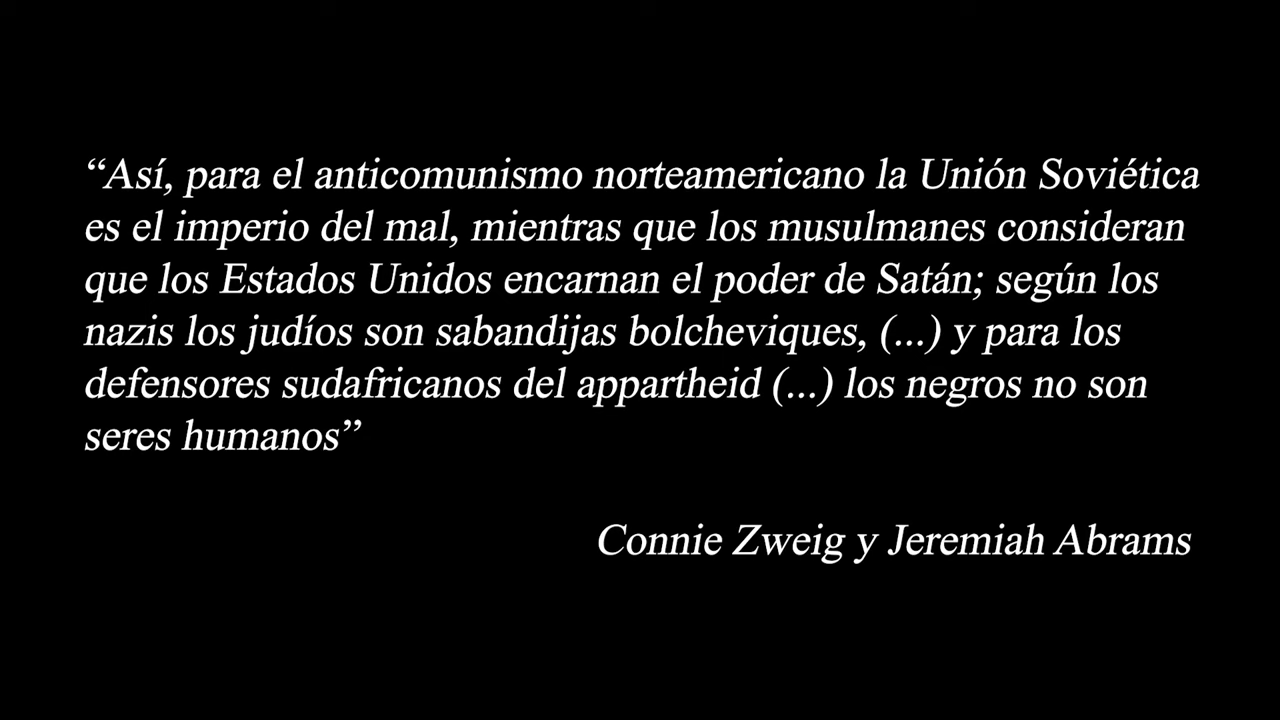 “Así, para el anticomunismo norteamericano la Unión Soviética
es el imperio del mal, mientras que los musulmanes consideran
que los Estados Unidos encarnan el poder de Satán; según los
nazis los judíos son sabandijas bolcheviques, (...) y para los
defensores sudafricanos del appartheid (...) los negros no son
seres humanos”
Connie Zweig y Jeremiah Abrams